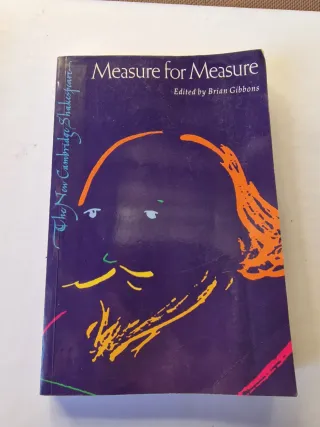 Measure for Measure
Edited by Brian Gibbons
The New Cambridge Shakespeare